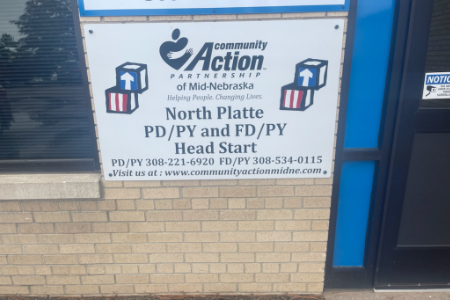 community
Action
PARTNERSHIP
of Mid-Nebraska
Helping People. Changing Lives.
North Platte
PD/PY and FD/PY
Head Start
PD/PY 308-221-6920 FD/PY 308-534-0115
Visit us at : www.communityactionmidne.com
NOTIC